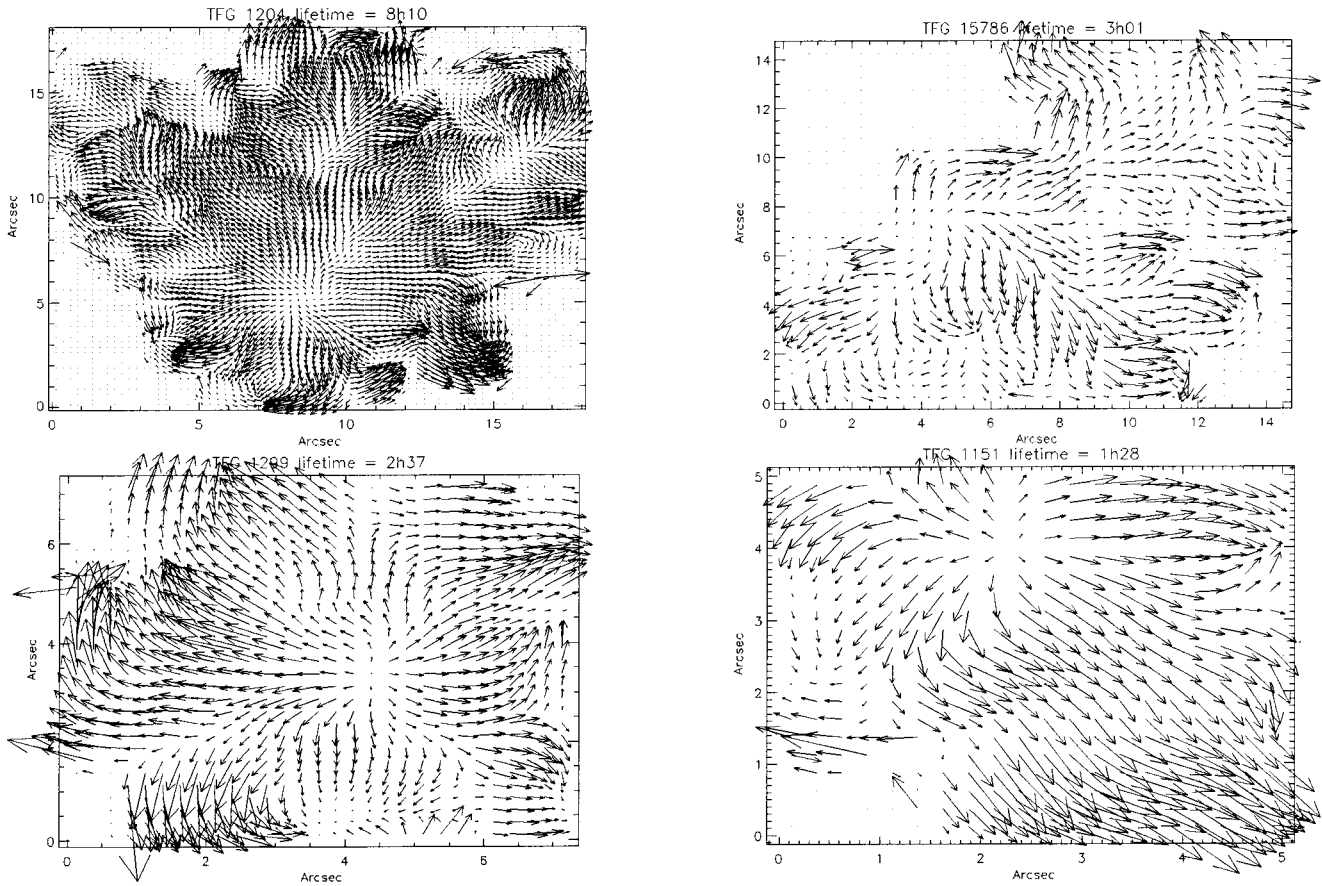 TFG 1204 lifetime = 8h10
15
10
5
0
Arcsec
0 5 10 15
Arcsec
TFG 15786 lifetime = 3h01
14
12
10
8
6
4
2
0
Arcsec
0 2 4 6 8 10 12 14
Arcsec
TFG 1299 lifetime = 2h37
6
4
2
0
Arcsec
0 2 4 6
Arcsec
TFG 1151 lifetime = 1h28
5
4
3
2
1
0
Arcsec
0 1 2 3 4 5
Arcsec